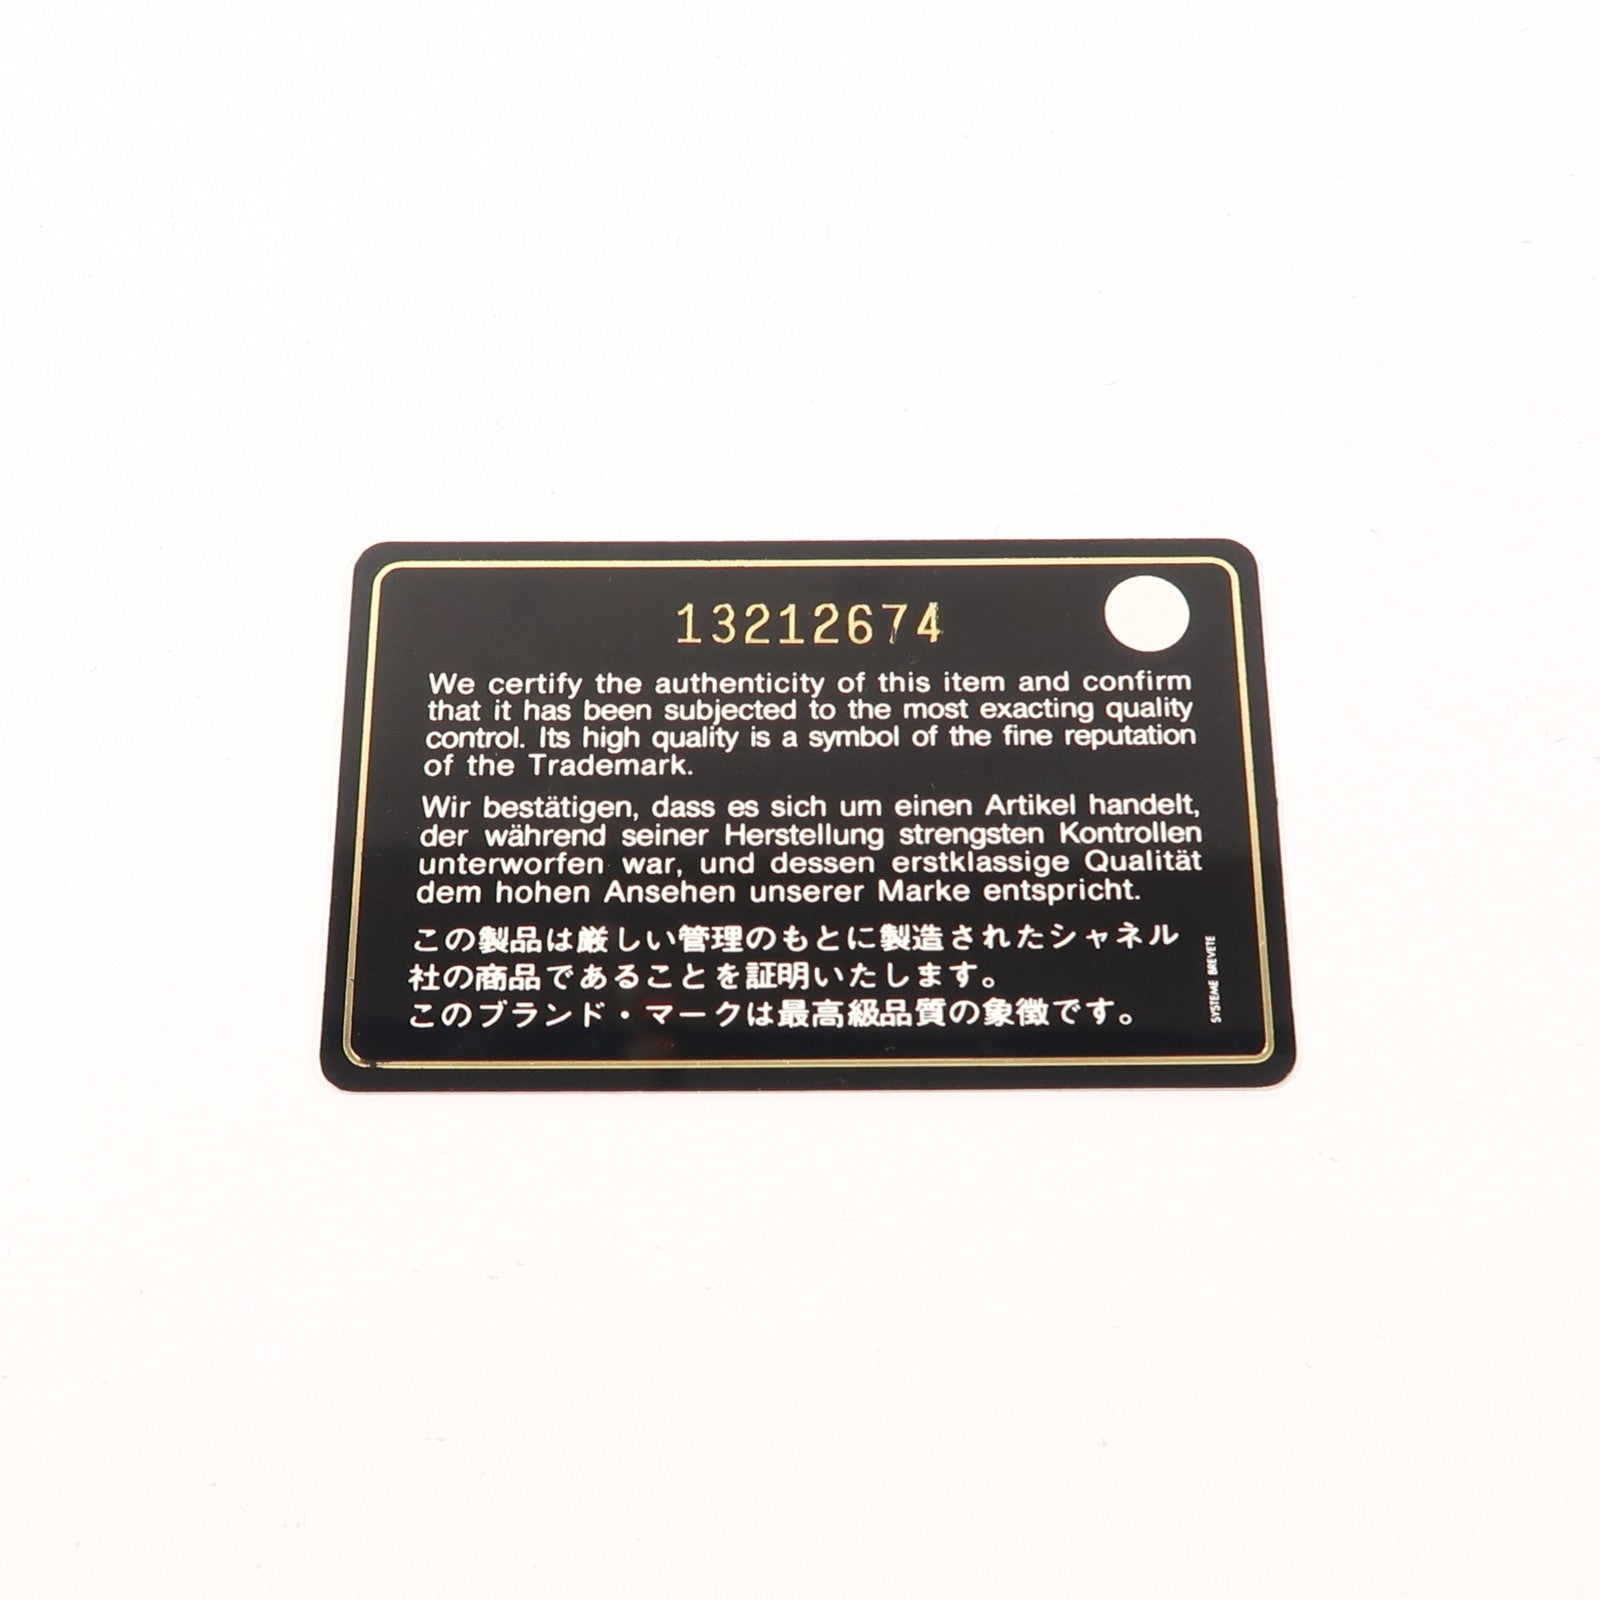 13212674
We certify the authenticity of this item and confirm
that it has been subjected to the most exacting quality
control. Its high quality is a symbol of the fine reputation
of the Trademark.
Wir bestätigen, dass es sich um einen Artikel handelt,
der während seiner Herstellung strengsten Kontrollen
unterworfen war, und dessen erstklassige Qualität
dem hohen Ansehen unserer Marke entspricht.
この製品は厳しい管理のもとに製造されたシャネル
社の商品であることを証明いたします。
このブランド・マークは最高級品質の象徴です。
SYSTEME BREVETE